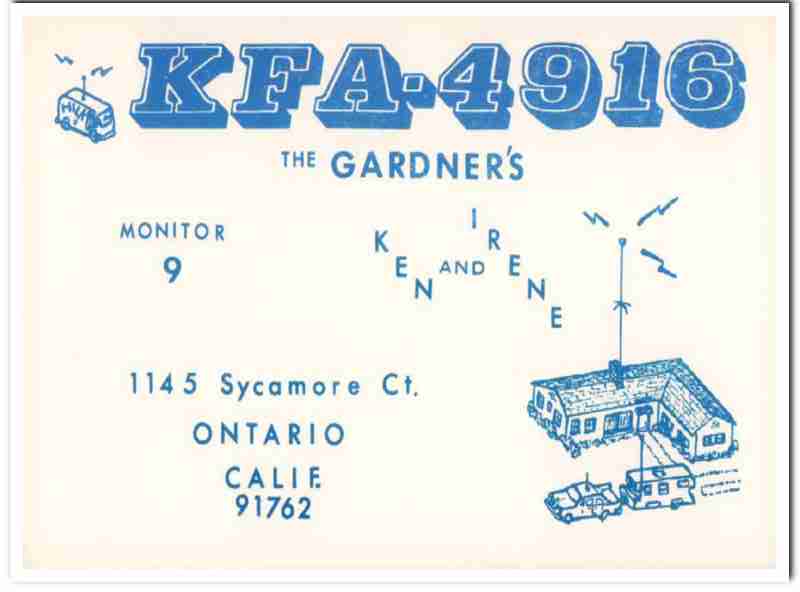 KFA-4916
THE GARDNER'S
MONITOR
9
KEN AND IRENE
1145 Sycamore Ct.
ONTARIO
CALIF.
91762